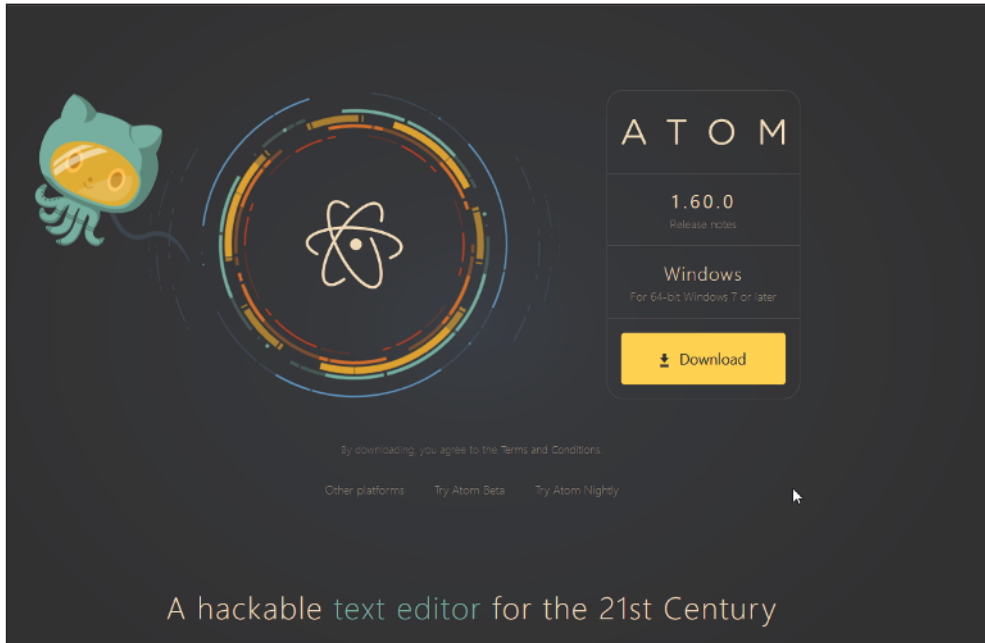 ATOM
1.60.0
Release notes
Windows
For 64-bit Windows 7 or later
Download
By downloading, you agree to the Terms and Conditions.
Other platforms Try Atom Beta Try Atom Nightly
A hackable text editor for the 21st Century